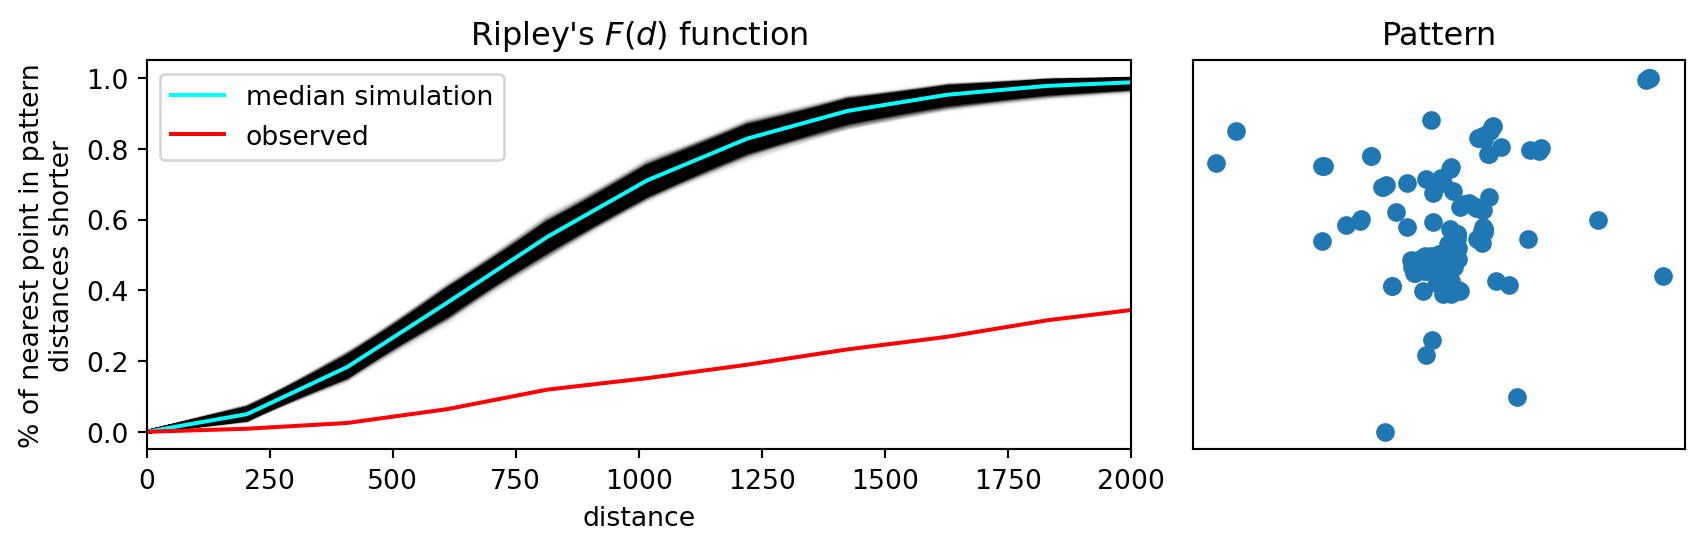 Ripley's F(d) function
% of nearest point in pattern
distances shorter
1.0
0.8
0.6
0.4
0.2
0.0
median simulation
observed
0 250 500 750 1000 1250 1500 1750 2000
distance
Pattern